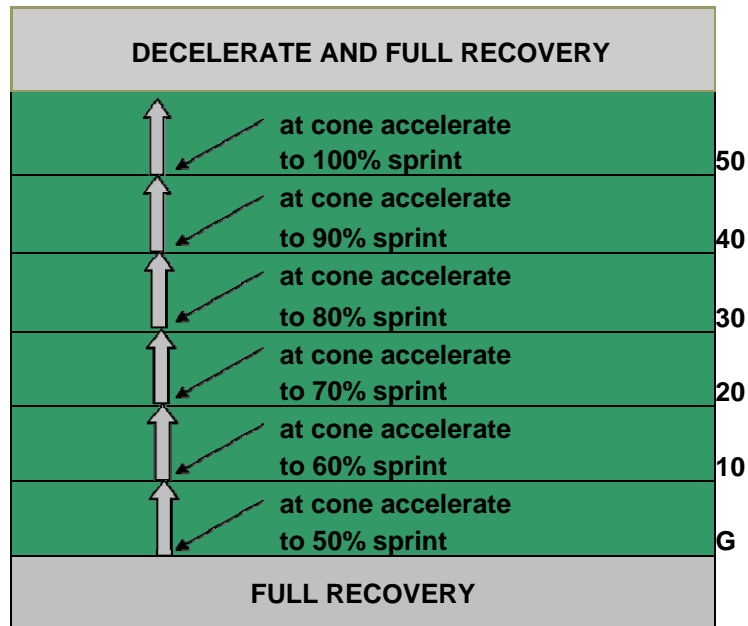 DECELERATE AND FULL RECOVERY
at cone accelerate
to 100% sprint
50
at cone accelerate
to 90% sprint
40
at cone accelerate
to 80% sprint
30
at cone accelerate
to 70% sprint
20
at cone accelerate
to 60% sprint
10
at cone accelerate
to 50% sprint
G
FULL RECOVERY